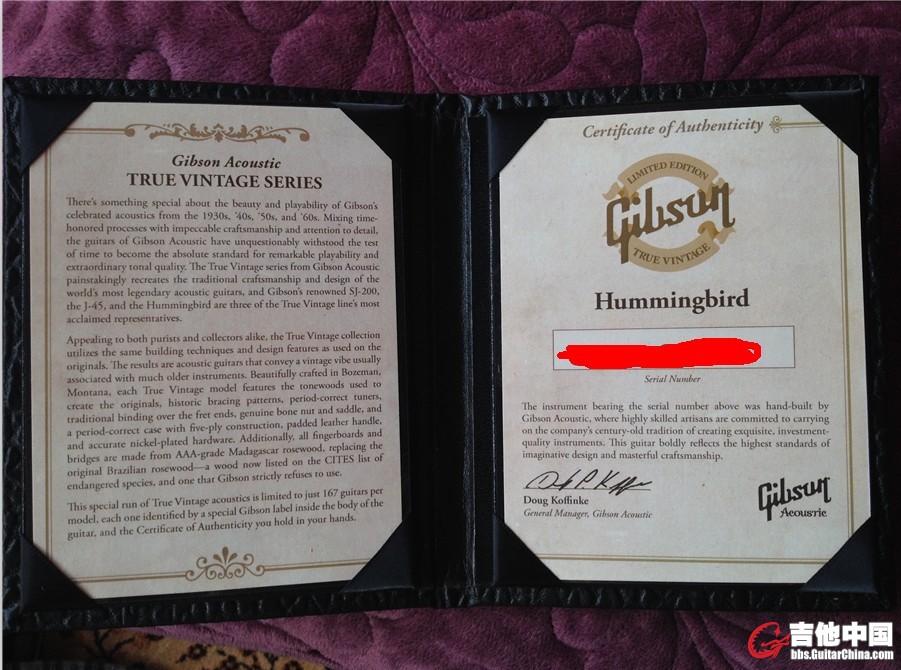 Gibson Acoustic
TRUE VINTAGE SERIES
There's something special about the beauty and playability of Gibson's
celebrated acoustics from the 1930s, '40s, '50s, and '60s. Mixing time-
honored processes with impeccable craftsmanship and attention to detail,
the guitars of Gibson Acoustic have unquestionably withstood the test
of time to become the absolute standard for remarkable playability and
extraordinary tonal quality. The True Vintage series from Gibson Acoustic
painstakingly recreates the traditional craftsmanship and design of the
world's most legendary acoustic guitars, and Gibson's renowned SJ-200,
the J-45, and the Hummingbird are three of the True Vintage line's most
acclaimed representatives.
Appealing to both purists and collectors alike, the True Vintage collection
utilizes the same building techniques and design features as used on the
originals. The results are acoustic guitars that convey a vintage vibe usually
associated with much older instruments. Beautifully crafted in Bozeman,
Montana, each True Vintage model features the tonewoods used to
create the originals, historic bracing patterns, period-correct tuners,
traditional binding over the fret ends, genuine bone nut and saddle, and
a period-correct case with five-ply construction, padded leather handle,
and accurate nickel-plated hardware. Additionally, all fingerboards and
bridges are made from AAA-grade Madagascar rosewood, replacing the
original Brazilian rosewood—a wood now listed on the CITES list of
endangered species, and one that Gibson strictly refuses to use.
This special run of True Vintage acoustics is limited to just 167 guitars per
model, each one identified by a special Gibson label inside the body of the
guitar, and the Certificate of Authenticity you hold in your hands.
Certificate of Authenticity
LIMITED EDITION
Gibson
TRUE VINTAGE
Hummingbird
Serial Number
The instrument bearing the serial number above was hand-built by
Gibson Acoustic, where highly skilled artisans are committed to carrying
on the company's century-old tradition of creating exquisite, investment-
quality instruments. This guitar boldly reflects the highest standards of
imaginative design and masterful craftsmanship.
Doug Koffinke
General Manager, Gibson Acoustic
Gibson
Acoustic
吉他中国
bbs.GuitarChina.com